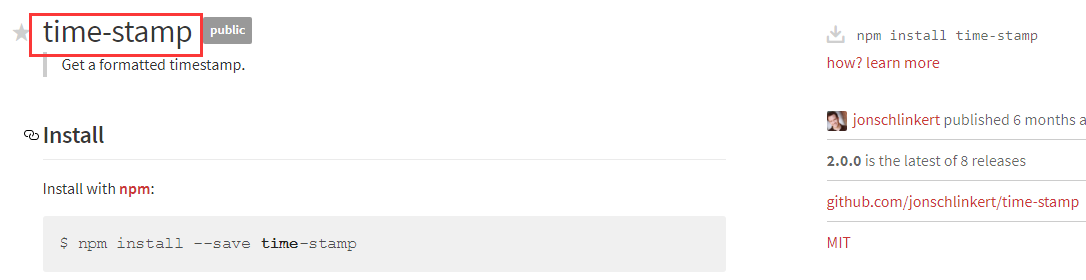 time-stamp public
Get a formatted timestamp.
Install
Install with npm:
$ npm install --save time-stamp
npm install time-stamp
how? learn more
jonschlinkert published 6 months a
2.0.0 is the latest of 8 releases
github.com/jonschlinkert/time-stamp
MIT